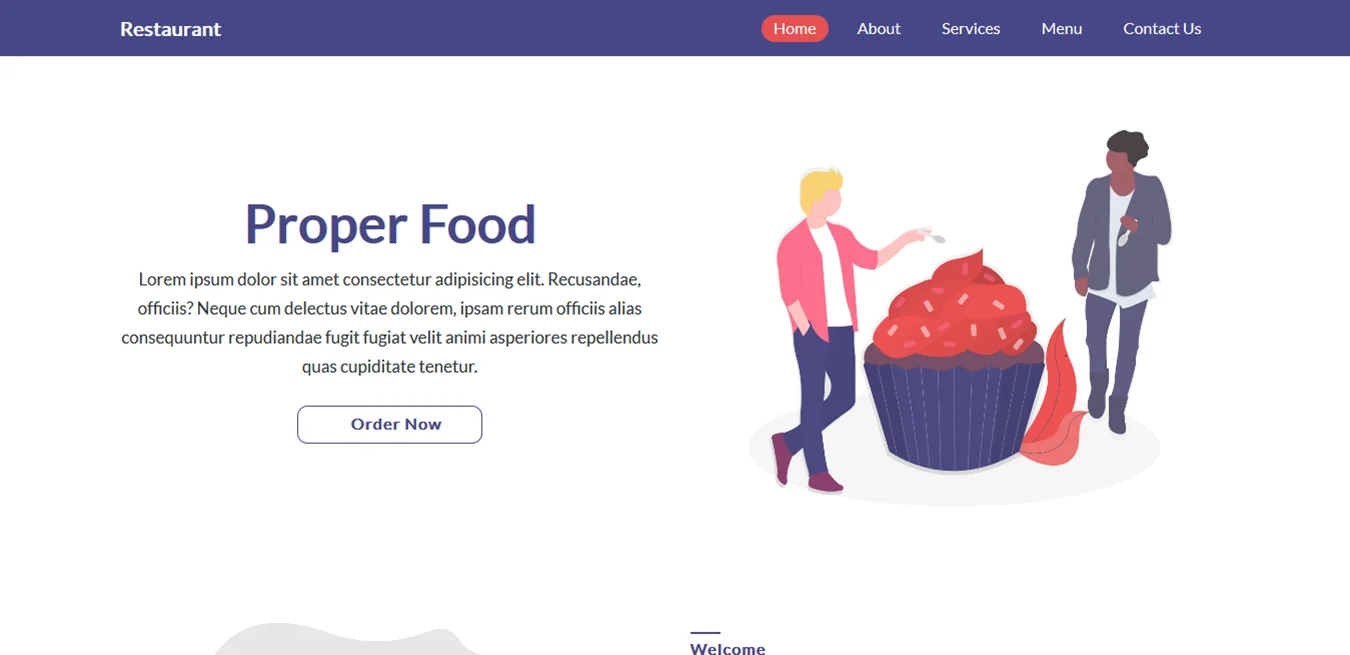 Restaurant
Home About Services Menu Contact Us
Proper Food
Lorem ipsum dolor sit amet consectetur adipisicing elit. Recusandae,
officiis? Neque cum delectus vitae dolorem, ipsam rerum officiis alias
consequuntur repudiandae fugit fugiat velit animi asperiores repellendus
quas cupiditate tenetur.
Order Now
Welcome